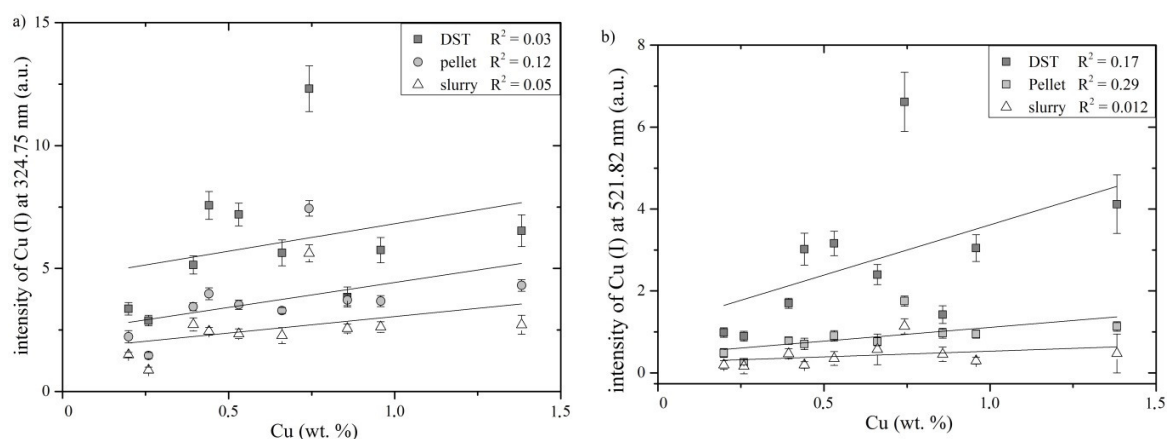 a)
15
10
5
0
intensity of Cu (I) at 324.75 nm (a.u.)
DST R² = 0.03
pellet R² = 0.12
slurry R² = 0.05
0 0.5 1.0 1.5
Cu (wt. %)
b)
8
6
4
2
0
intensity of Cu (I) at 521.82 nm (a.u.)
DST R² = 0.17
Pellet R² = 0.29
slurry R² = 0.012
0 0.5 1.0 1.5
Cu (wt. %)